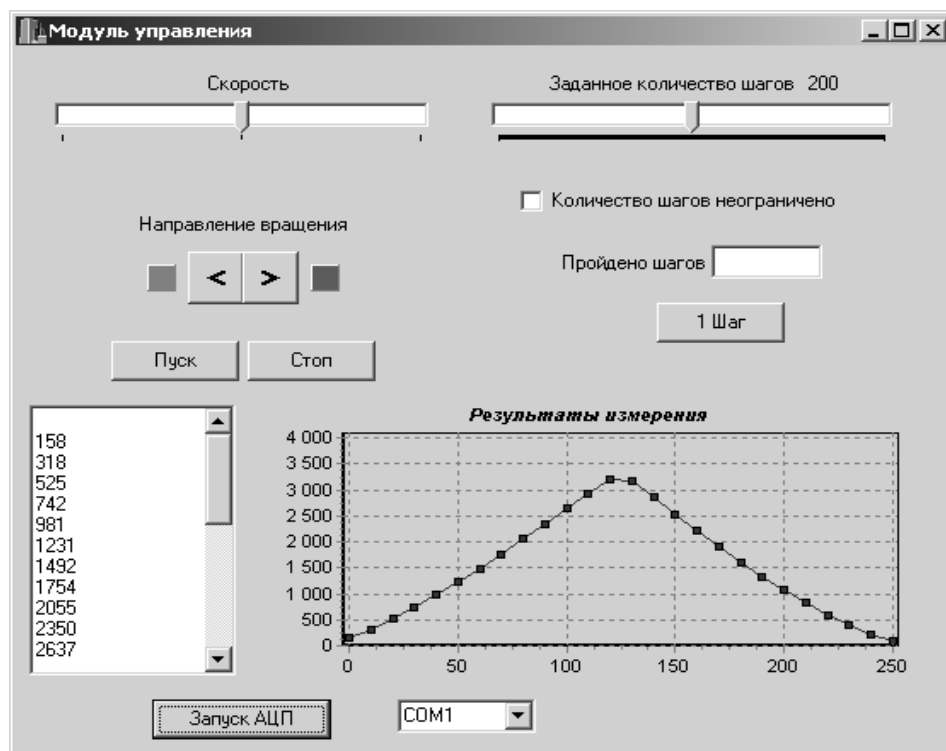 Модуль управления
Скорость
Заданное количество шагов 200
Количество шагов неограничено
Направление вращения
< >
Пройдено шагов
1 Шаг
Пуск Стоп
158
318
525
742
981
1231
1492
1754
2055
2350
2637
Результаты измерения
4 000
3 500
3 000
2 500
2 000
1 500
1 000
500
0
0 50 100 150 200 250
Запуск АЦП
COM1